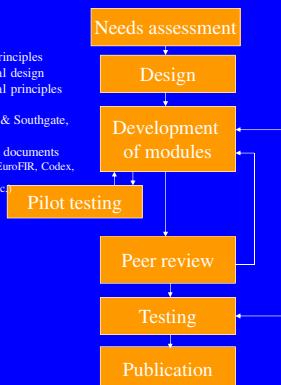 Needs assessment
rinciples
al design
al principles
& Southgate,
documents
EuroFIR, Codex,
c.)
Design
Development
of modules
Pilot testing
Peer review
Testing
Publication